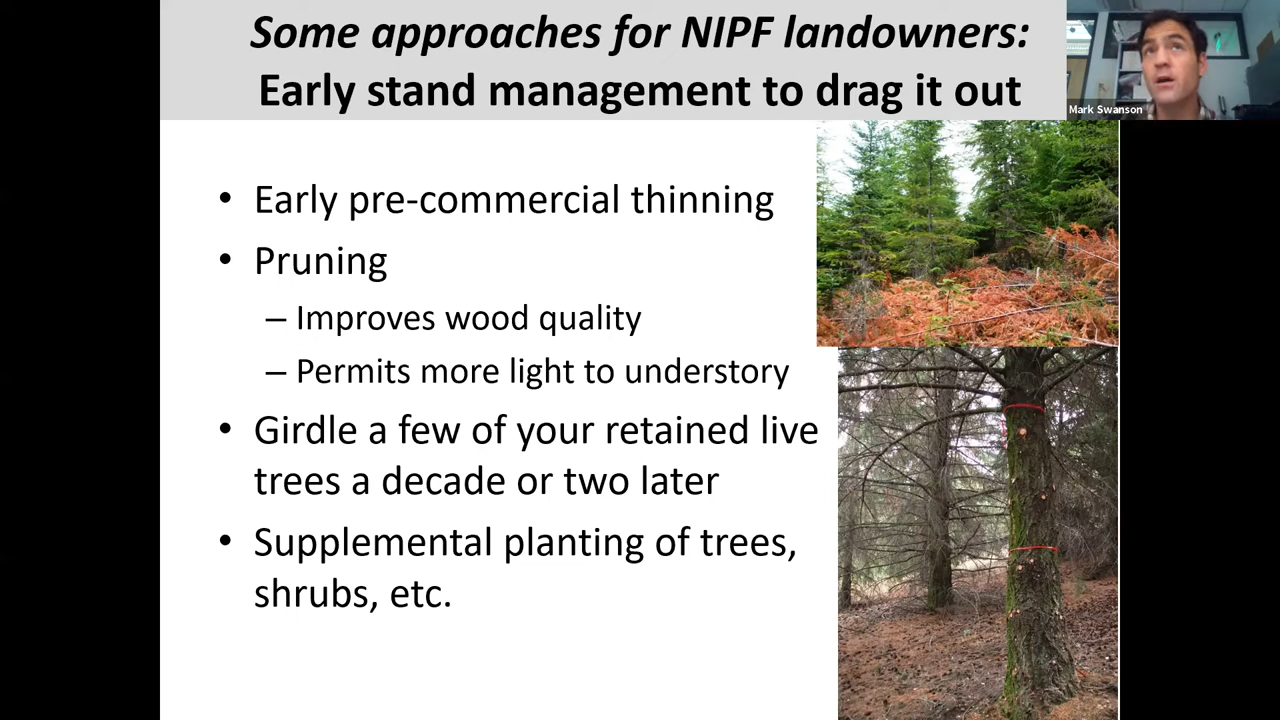 Some approaches for NIPF landowners:
Early stand management to drag it out
Mark Swanson
• Early pre-commercial thinning
• Pruning
– Improves wood quality
– Permits more light to understory
• Girdle a few of your retained live
trees a decade or two later
• Supplemental planting of trees,
shrubs, etc.